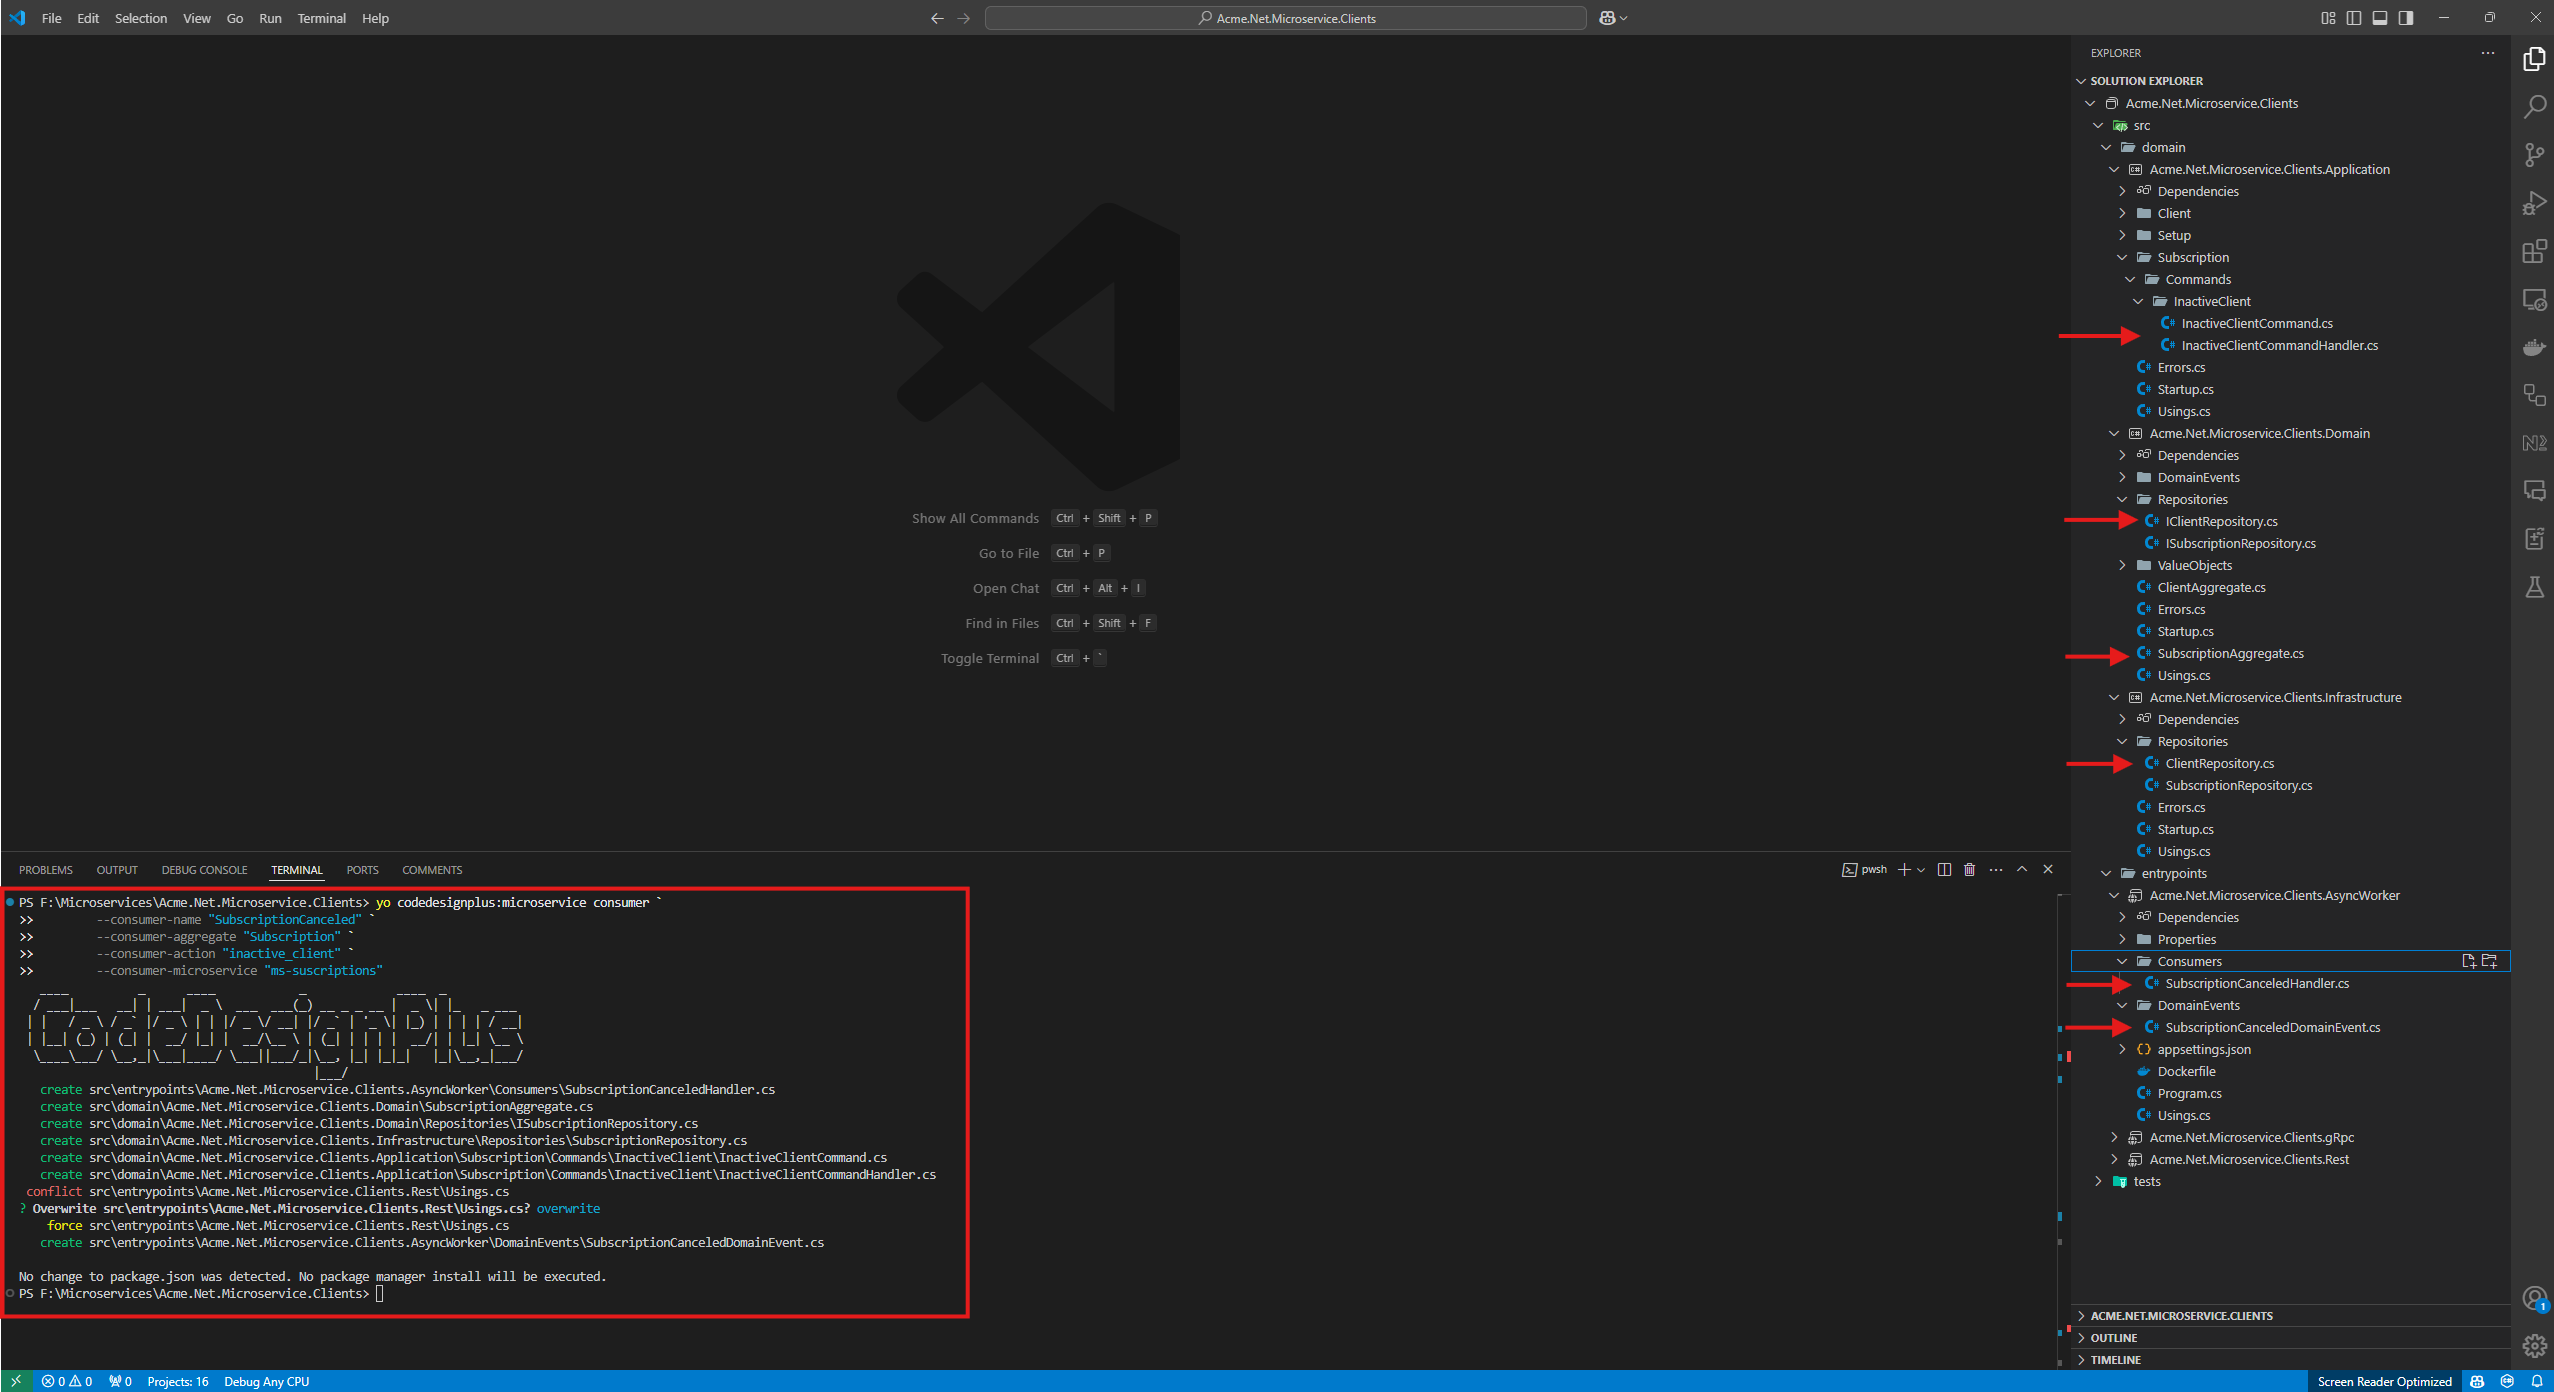 File Edit Selection View Go Run Terminal Help
Acme.Net.Microservice.Clients
Show All Commands Ctrl + Shift + P
Go to File Ctrl + P
Open Chat Ctrl + Alt + I
Find in Files Ctrl + Shift + F
Toggle Terminal Ctrl + `
PROBLEMS OUTPUT DEBUG CONSOLE TERMINAL PORTS COMMENTS
pwsh
PS F:\Microservices\Acme.Net.Microservice.Clients> yo codedesignplus:microservice consumer `
>> --consumer-name "SubscriptionCanceled" `
>> --consumer-aggregate "Subscription" `
>> --consumer-action "inactive_client" `
>> --consumer-microservice "ms-suscriptions"
CodeDesignPlus
create src\entrypoints\Acme.Net.Microservice.Clients.AsyncWorker\Consumers\SubscriptionCanceledHandler.cs
create src\domain\Acme.Net.Microservice.Clients.Domain\SubscriptionAggregate.cs
create src\domain\Acme.Net.Microservice.Clients.Domain\Repositories\ISubscriptionRepository.cs
create src\domain\Acme.Net.Microservice.Clients.Infrastructure\Repositories\SubscriptionRepository.cs
create src\domain\Acme.Net.Microservice.Clients.Application\Subscription\Commands\InactiveClient\InactiveClientCommand.cs
create src\domain\Acme.Net.Microservice.Clients.Application\Subscription\Commands\InactiveClient\InactiveClientCommandHandler.cs
conflict src\entrypoints\Acme.Net.Microservice.Clients.Rest\Usings.cs
? Overwrite src\entrypoints\Acme.Net.Microservice.Clients.Rest\Usings.cs? overwrite
force src\entrypoints\Acme.Net.Microservice.Clients.Rest\Usings.cs
create src\entrypoints\Acme.Net.Microservice.Clients.AsyncWorker\DomainEvents\SubscriptionCanceledDomainEvent.cs
No change to package.json was detected. No package manager install will be executed.
PS F:\Microservices\Acme.Net.Microservice.Clients>
EXPLORER
SOLUTION EXPLORER
Acme.Net.Microservice.Clients
src
domain
Acme.Net.Microservice.Clients.Application
Dependencies
Client
Setup
Subscription
Commands
InactiveClient
InactiveClientCommand.cs
InactiveClientCommandHandler.cs
Errors.cs
Startup.cs
Usings.cs
Acme.Net.Microservice.Clients.Domain
Dependencies
DomainEvents
Repositories
IClientRepository.cs
ISubscriptionRepository.cs
ValueObjects
ClientAggregate.cs
Errors.cs
Startup.cs
SubscriptionAggregate.cs
Usings.cs
Acme.Net.Microservice.Clients.Infrastructure
Dependencies
Repositories
ClientRepository.cs
SubscriptionRepository.cs
Errors.cs
Startup.cs
Usings.cs
entrypoints
Acme.Net.Microservice.Clients.AsyncWorker
Dependencies
Properties
Consumers
SubscriptionCanceledHandler.cs
DomainEvents
SubscriptionCanceledDomainEvent.cs
appsettings.json
Dockerfile
Program.cs
Usings.cs
Acme.Net.Microservice.Clients.gRpc
Acme.Net.Microservice.Clients.Rest
tests
ACME.NET.MICROSERVICE.CLIENTS
OUTLINE
TIMELINE
1
0 0 0 Projects: 16 Debug Any CPU
Screen Reader Optimized